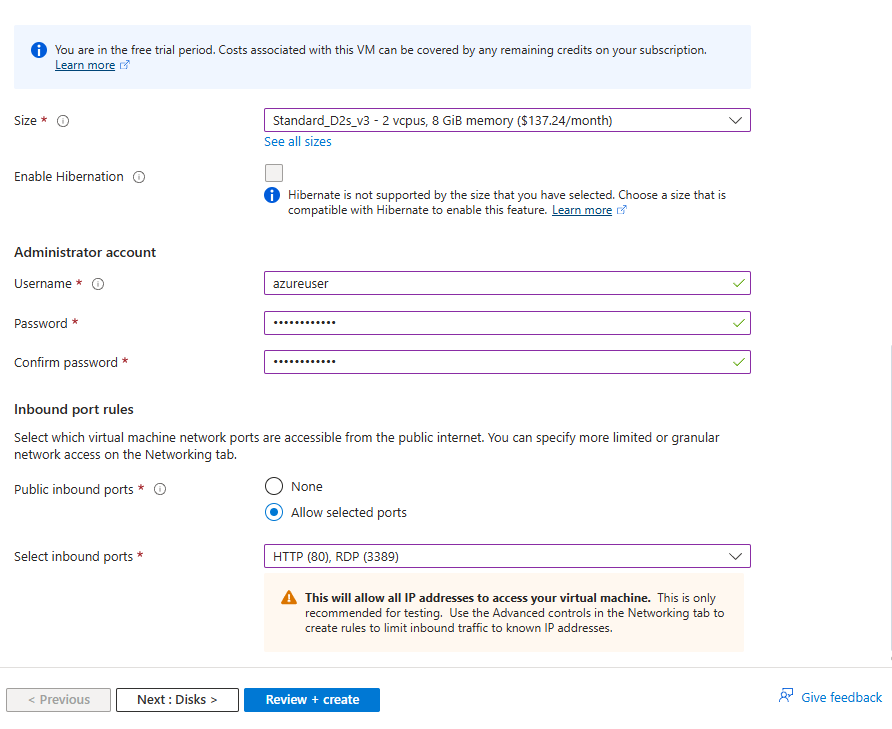 You are in the free trial period. Costs associated with this VM can be covered by any remaining credits on your subscription.
Learn more
Size *
Standard_D2s_v3 - 2 vcpus, 8 GiB memory ($137.24/month)
See all sizes
Enable Hibernation
Hibernate is not supported by the size that you have selected. Choose a size that is
compatible with Hibernate to enable this feature. Learn more
Administrator account
Username *
azureuser
Password *
••••••••••••
Confirm password *
••••••••••••
Inbound port rules
Select which virtual machine network ports are accessible from the public internet. You can specify more limited or granular
network access on the Networking tab.
Public inbound ports *
None
Allow selected ports
Select inbound ports *
HTTP (80), RDP (3389)
This will allow all IP addresses to access your virtual machine. This is only
recommended for testing. Use the Advanced controls in the Networking tab to
create rules to limit inbound traffic to known IP addresses.
< Previous
Next : Disks >
Review + create
Give feedback